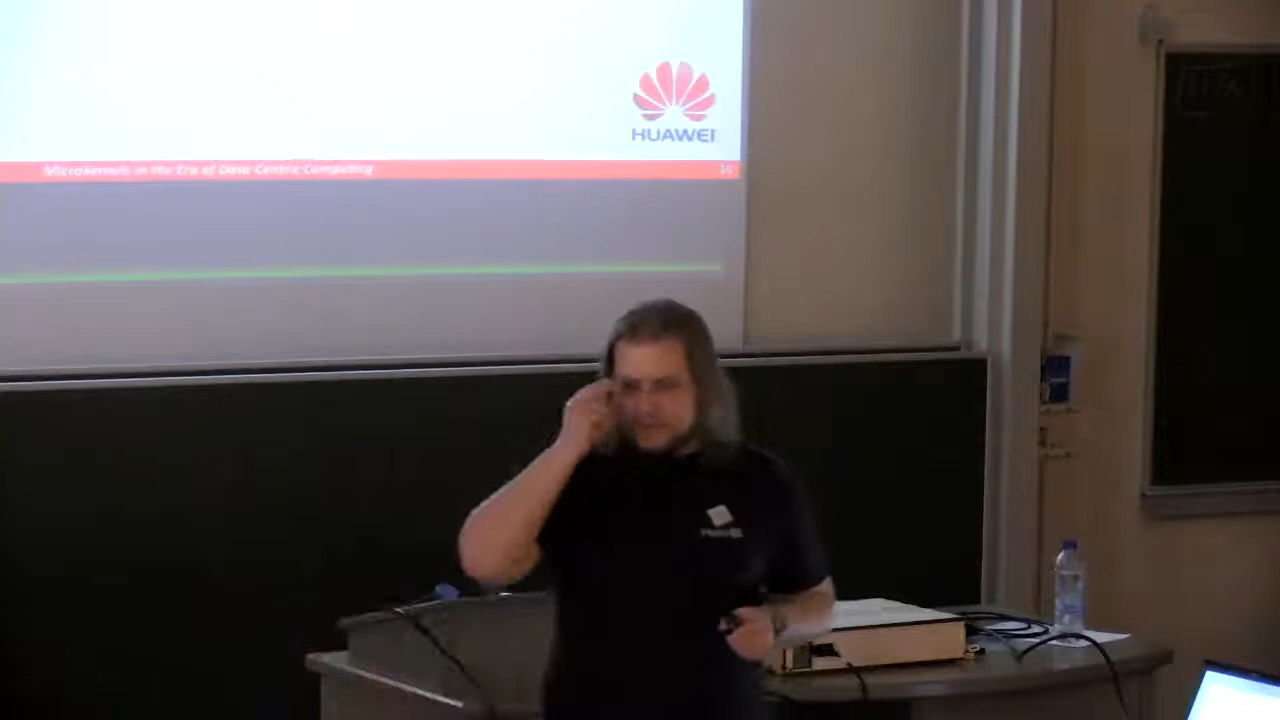 HUAWEI
Microkernels in the Era of Data-Centric Computing